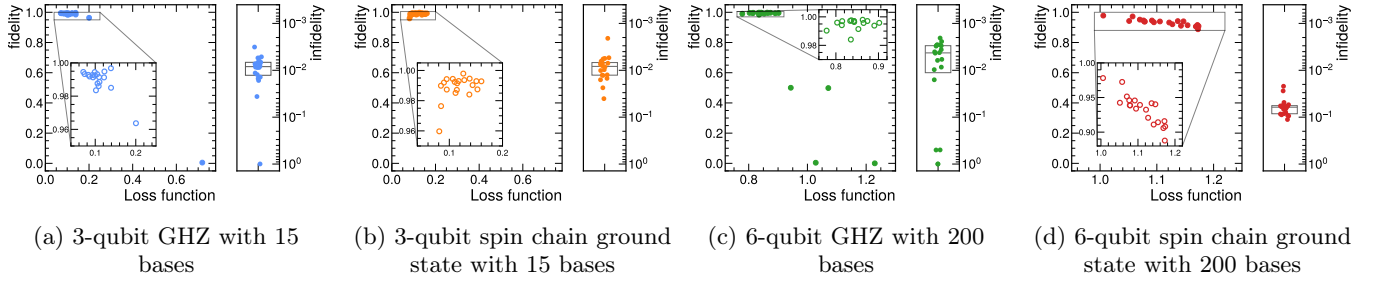 fidelity
1.0
0.8
0.6
0.4
0.2
0.0
0.0 0.2 0.4 0.6
Loss function
1.00
0.98
0.96
0.1 0.2
10⁻³
10⁻²
10⁻¹
10⁰
infidelity
(a) 3-qubit GHZ with 15
bases
fidelity
1.0
0.8
0.6
0.4
0.2
0.0
0.0 0.2 0.4 0.6
Loss function
1.00
0.98
0.96
0.1 0.2
10⁻³
10⁻²
10⁻¹
10⁰
infidelity
(b) 3-qubit spin chain ground
state with 15 bases
fidelity
1.0
0.8
0.6
0.4
0.2
0.0
0.8 1.0 1.2
Loss function
1.00
0.98
0.8 0.9
10⁻³
10⁻²
10⁻¹
10⁰
infidelity
(c) 6-qubit GHZ with 200
bases
fidelity
1.0
0.8
0.6
0.4
0.2
0.0
1.0 1.1 1.2
Loss function
1.00
0.95
0.90
1.0 1.1 1.2
10⁻³
10⁻²
10⁻¹
10⁰
infidelity
(d) 6-qubit spin chain ground
state with 200 bases